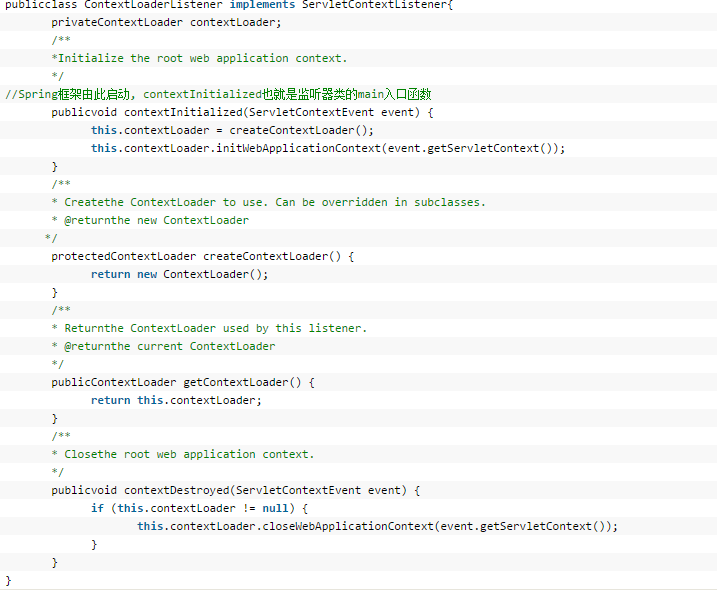 publicclass ContextLoaderListener implements ServletContextListener{
privateContextLoader contextLoader;
/**
*Initialize the root web application context.
*/
//Spring框架由此启动, contextInitialized也就是监听器类的main入口函数
publicvoid contextInitialized(ServletContextEvent event) {
this.contextLoader = createContextLoader();
this.contextLoader.initWebApplicationContext(event.getServletContext());
}
/**
* Createthe ContextLoader to use. Can be overridden in subclasses.
* @returnthe new ContextLoader
*/
protectedContextLoader createContextLoader() {
return new ContextLoader();
}
/**
* Returnthe ContextLoader used by this listener.
* @returnthe current ContextLoader
*/
publicContextLoader getContextLoader() {
return this.contextLoader;
}
/**
* Closethe root web application context.
*/
publicvoid contextDestroyed(ServletContextEvent event) {
if (this.contextLoader != null) {
this.contextLoader.closeWebApplicationContext(event.getServletContext());
}
}
}